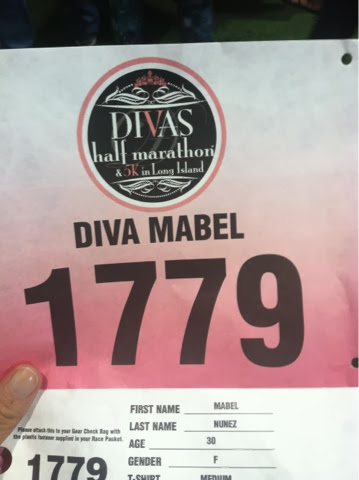 DIVAS
half marathon
& 5K in Long Island
DIVA MABEL
1779
Please attach this to your Gear Check Bag with
the plastic fastener supplied in your Race Packet.
1779
FIRST NAME MABEL
LAST NAME NUNEZ
AGE 30
GENDER F
T-SHIRT MEDIUM